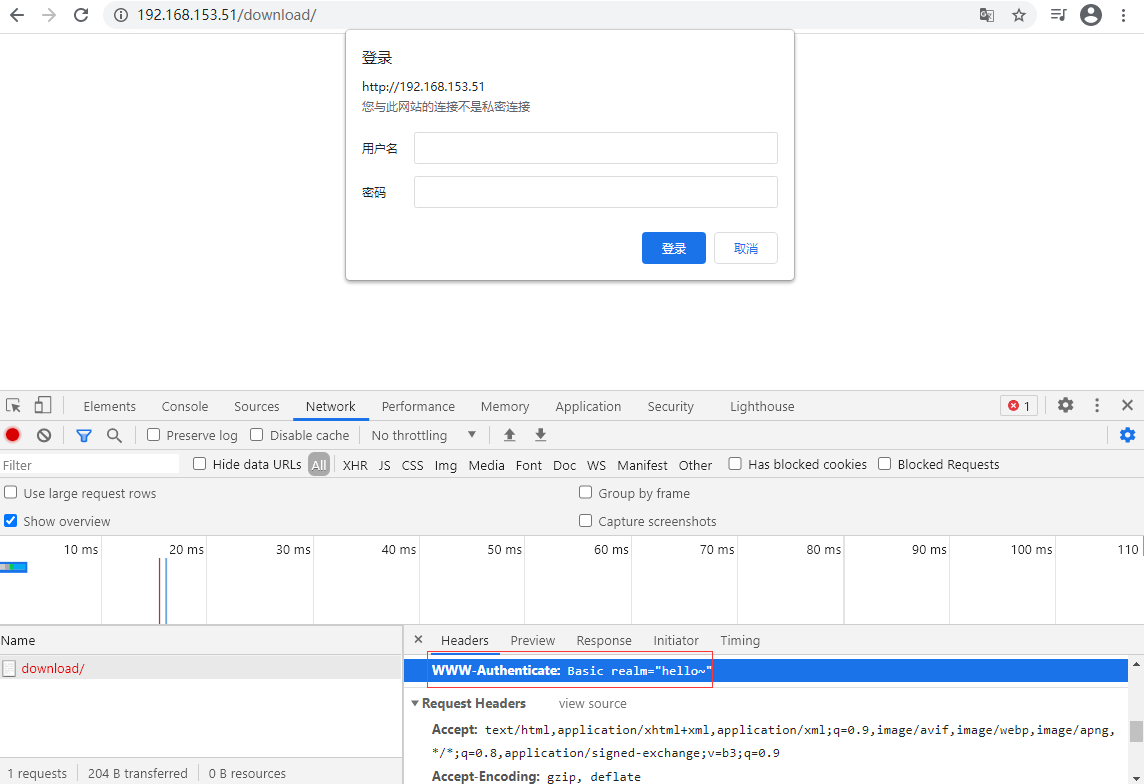 192.168.153.51/download/
登录
http://192.168.153.51
您与此网站的连接不是私密连接
用户名
密码
登录 取消
Elements Console Sources Network Performance Memory Application Security Lighthouse 1
Preserve log Disable cache No throttling
Filter Hide data URLs All XHR JS CSS Img Media Font Doc WS Manifest Other Has blocked cookies Blocked Requests
Use large request rows Group by frame
Show overview Capture screenshots
10 ms 20 ms 30 ms 40 ms 50 ms 60 ms 70 ms 80 ms 90 ms 100 ms 110
Name Headers Preview Response Initiator Timing
download/ WWW-Authenticate: Basic realm="hello~"
Request Headers view source
Accept: text/html,application/xhtml+xml,application/xml;q=0.9,image/avif,image/webp,image/apng,
*/*;q=0.8,application/signed-exchange;v=b3;q=0.9
1 requests 204 B transferred 0 B resources Accept-Encoding: gzip, deflate